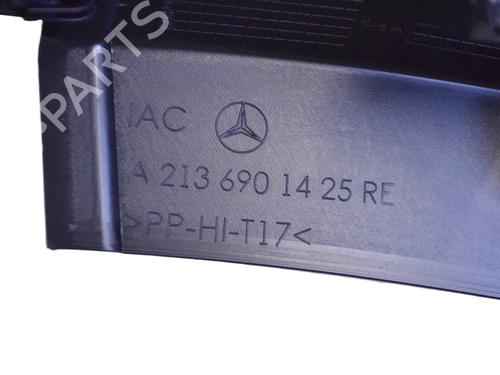 PARTS
IAC
A 213 690 14 25 RE
>PP-HI-T17<